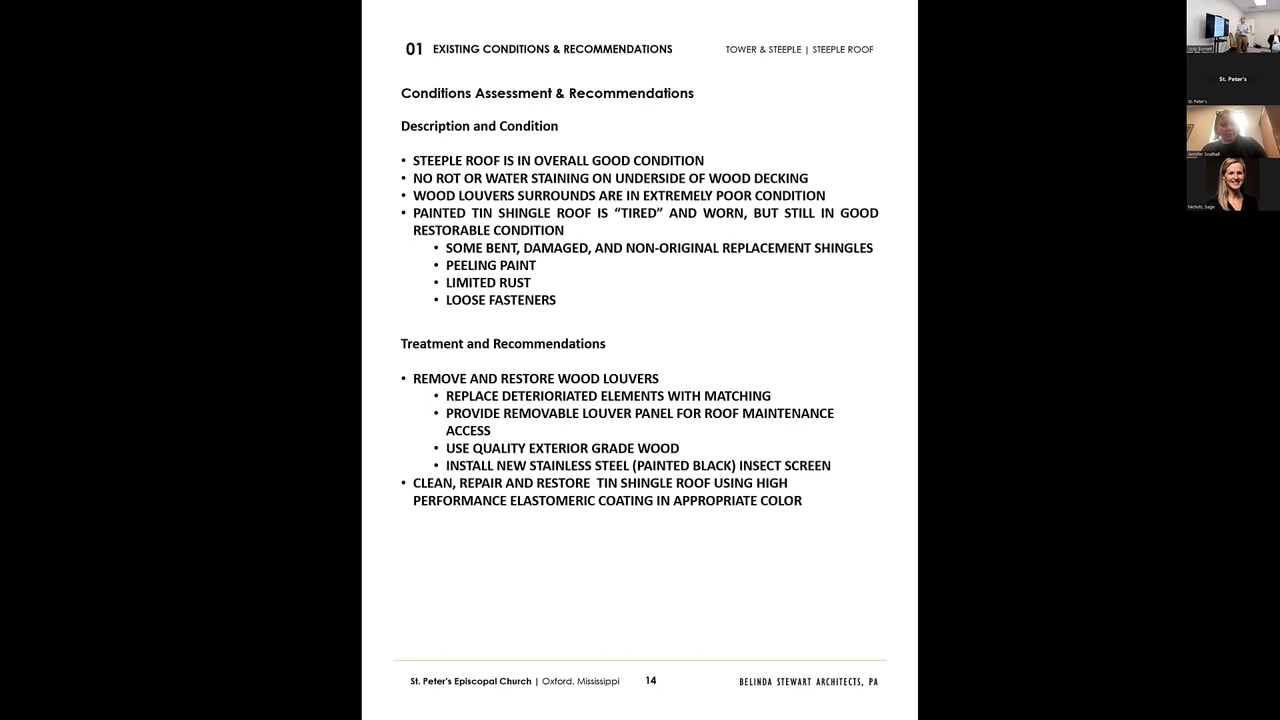 01 EXISTING CONDITIONS & RECOMMENDATIONS
TOWER & STEEPLE | STEEPLE ROOF
Conditions Assessment & Recommendations
Description and Condition
• STEEPLE ROOF IS IN OVERALL GOOD CONDITION
• NO ROT OR WATER STAINING ON UNDERSIDE OF WOOD DECKING
• WOOD LOUVERS SURROUNDS ARE IN EXTREMELY POOR CONDITION
• PAINTED TIN SHINGLE ROOF IS “TIRED” AND WORN, BUT STILL IN GOOD
RESTORABLE CONDITION
• SOME BENT, DAMAGED, AND NON-ORIGINAL REPLACEMENT SHINGLES
• PEELING PAINT
• LIMITED RUST
• LOOSE FASTENERS
Treatment and Recommendations
• REMOVE AND RESTORE WOOD LOUVERS
• REPLACE DETERIORIATED ELEMENTS WITH MATCHING
• PROVIDE REMOVABLE LOUVER PANEL FOR ROOF MAINTENANCE
ACCESS
• USE QUALITY EXTERIOR GRADE WOOD
• INSTALL NEW STAINLESS STEEL (PAINTED BLACK) INSECT SCREEN
• CLEAN, REPAIR AND RESTORE TIN SHINGLE ROOF USING HIGH
PERFORMANCE ELASTOMERIC COATING IN APPROPRIATE COLOR
St. Peter's Episcopal Church | Oxford, Mississippi
14
BELINDA STEWART ARCHITECTS, PA
St. Peter's
St. Peter's
Jennifer Southall
Nichols, Sage